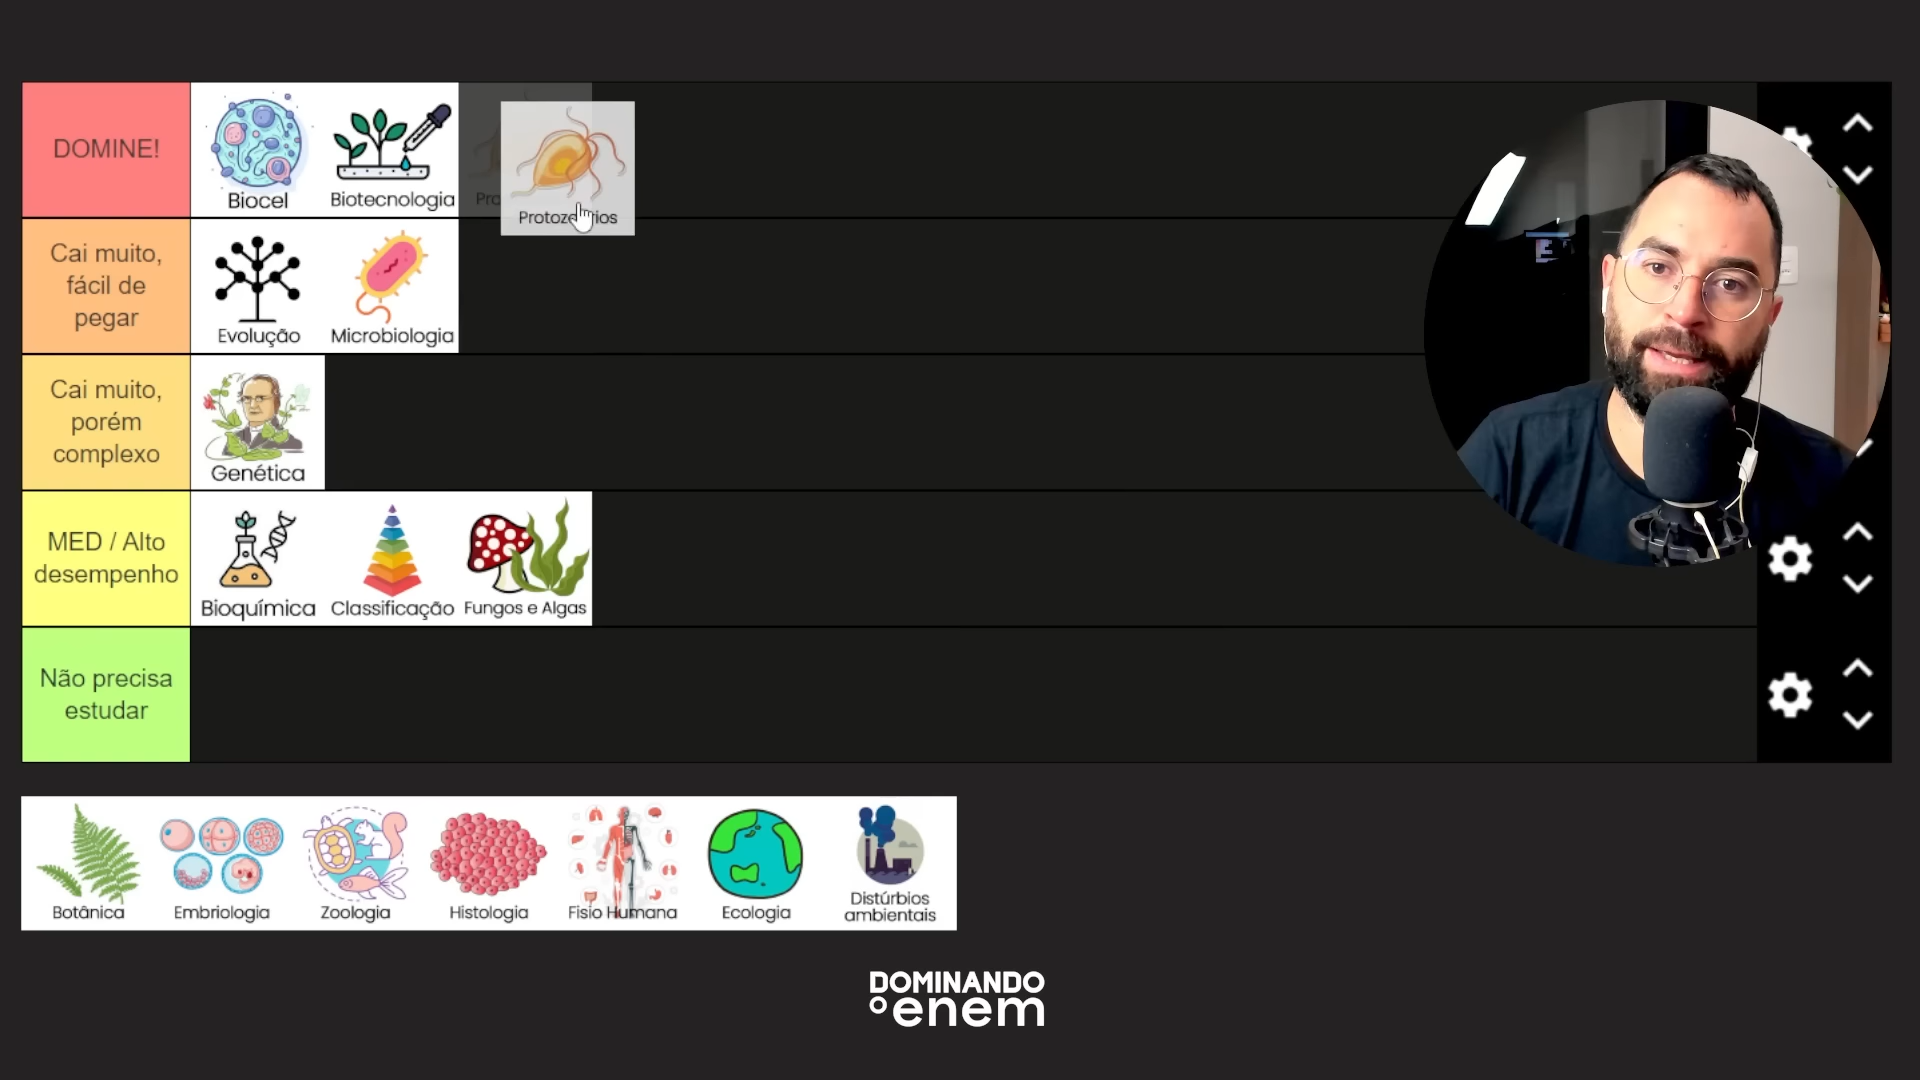 DOMINE!
Biocel
Biotecnologia
Protozoários
Cai muito,
fácil de
pegar
Evolução
Microbiologia
Cai muito,
porém
complexo
Genética
MED / Alto
desempenho
Bioquímica
Classificação
Fungos e Algas
Não precisa
estudar
Botânica
Embriologia
Zoologia
Histologia
Fisio Humana
Ecologia
Distúrbios
ambientais
DOMINANDO
o enem